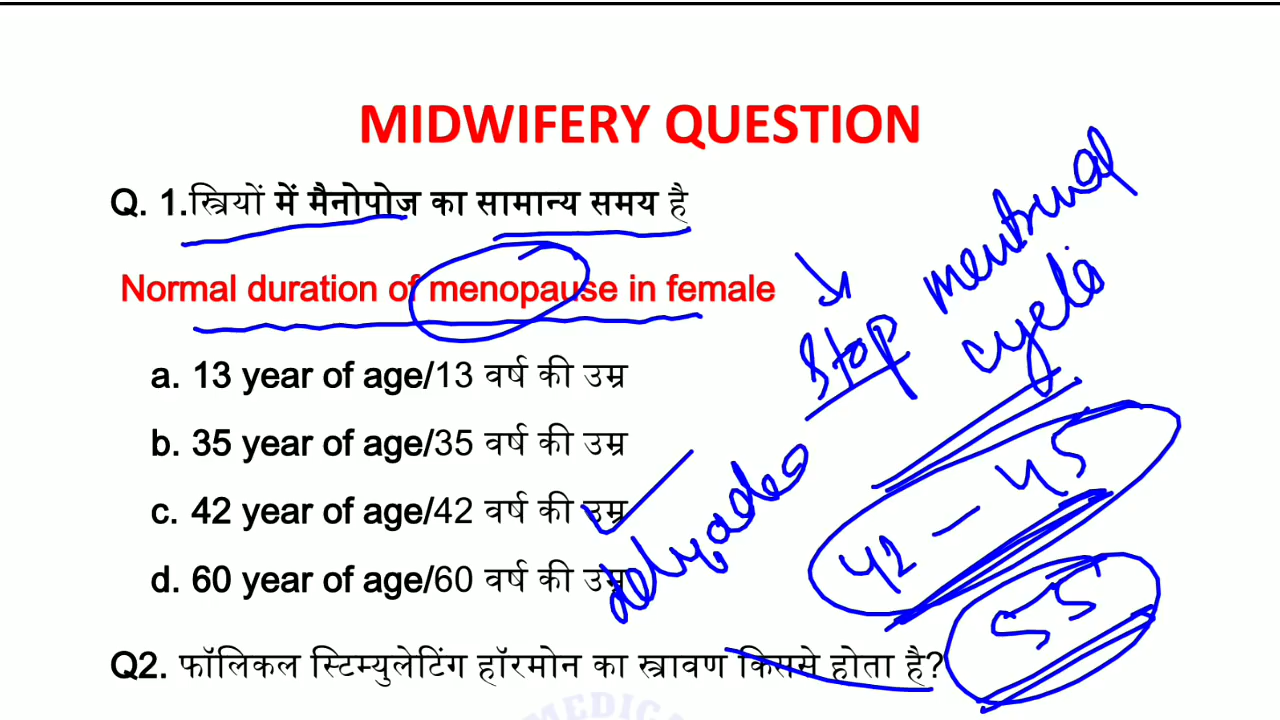 MIDWIFERY QUESTION
Q. 1.स्त्रियों में मैनोपोज का सामान्य समय है
Normal duration of menopause in female
a. 13 year of age/13 वर्ष की उम्र
b. 35 year of age/35 वर्ष की उम्र
c. 42 year of age/42 वर्ष की उम्र
d. 60 year of age/60 वर्ष की उम्र
Q2. फॉलिकल स्टिम्युलेटिंग हॉरमोन का स्त्रावण किससे होता है?
MEDICA
Stop
42 - 45
55